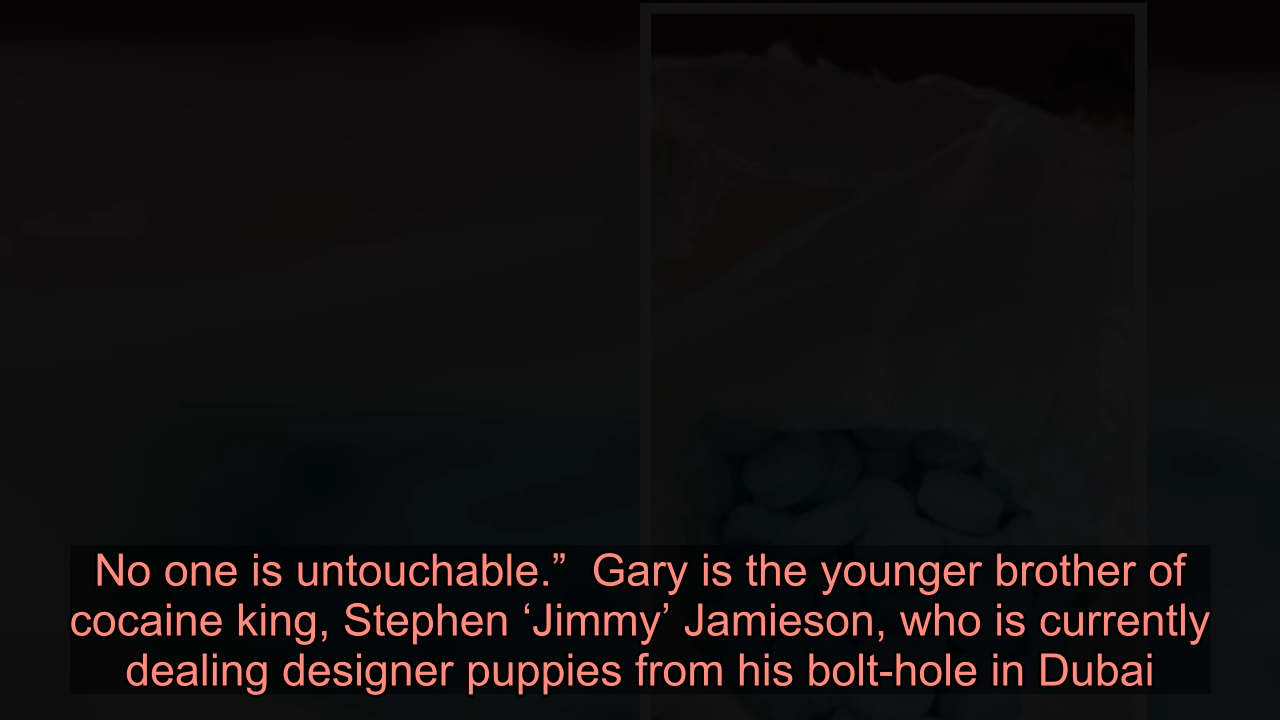 No one is untouchable.”  Gary is the younger brother of
cocaine king, Stephen ‘Jimmy’ Jamieson, who is currently
dealing designer puppies from his bolt-hole in Dubai